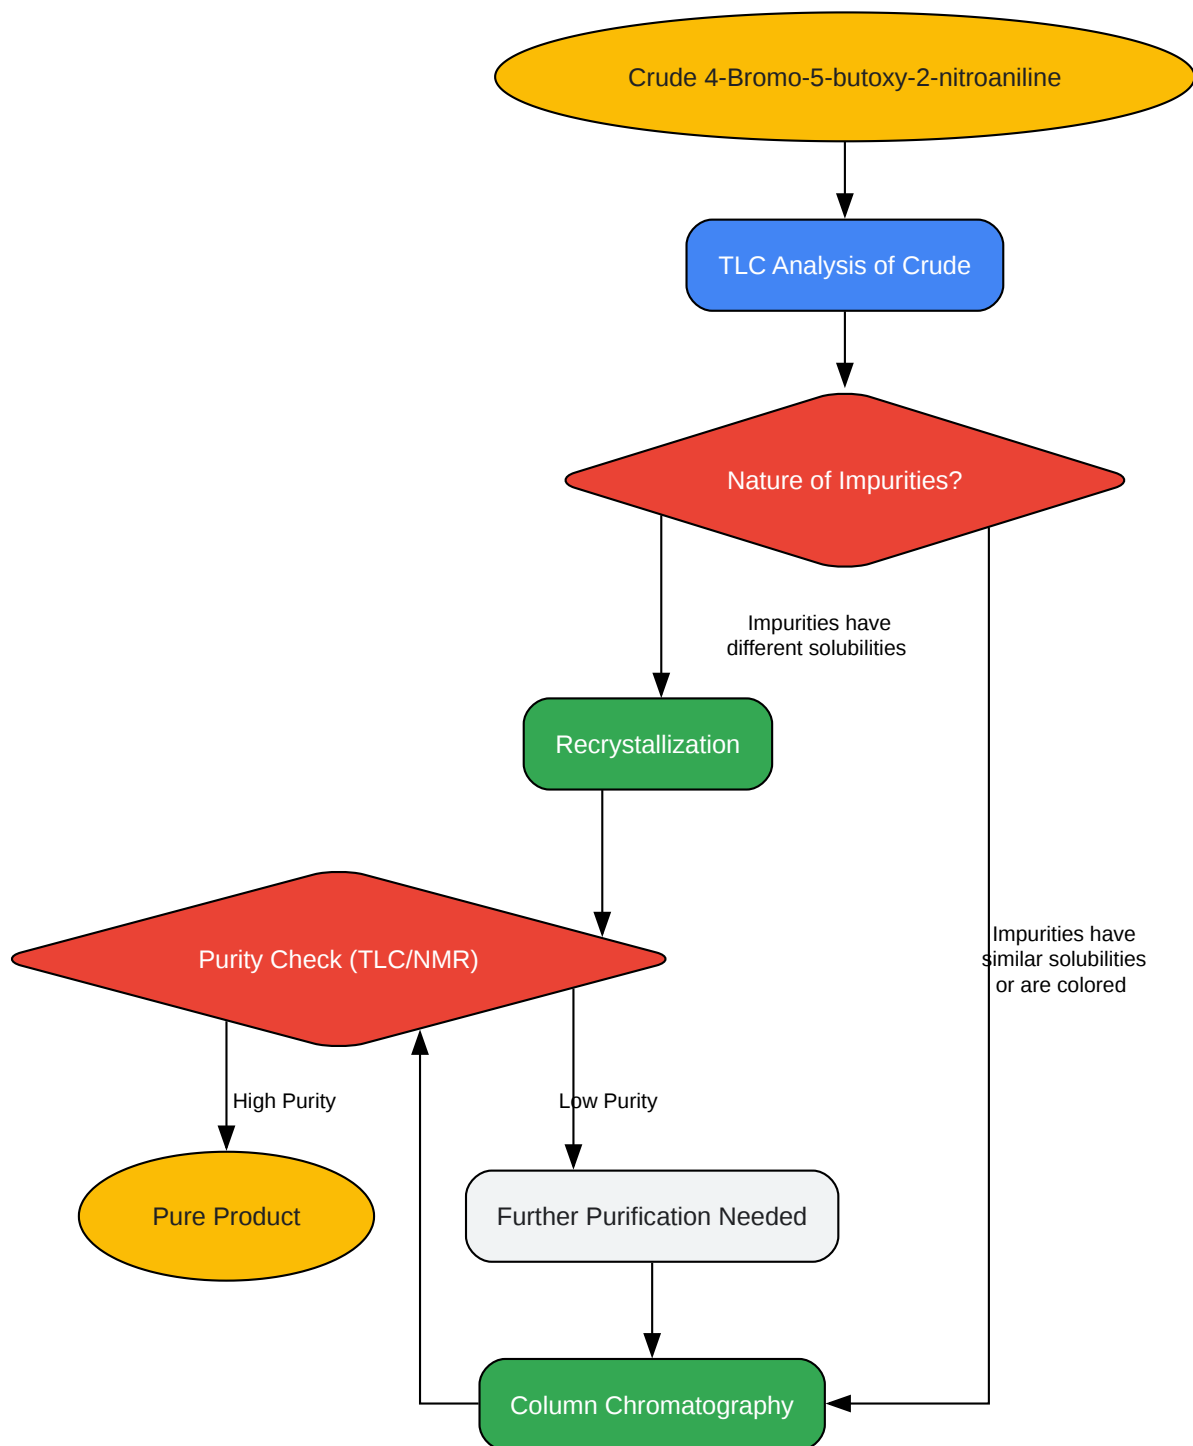 Crude 4-Bromo-5-butoxy-2-nitroaniline
TLC Analysis of Crude
Nature of Impurities?
Impurities have
different solubilities
Recrystallization
Impurities have
similar solubilities
or are colored
Purity Check (TLC/NMR)
High Purity
Low Purity
Pure Product
Further Purification Needed
Column Chromatography